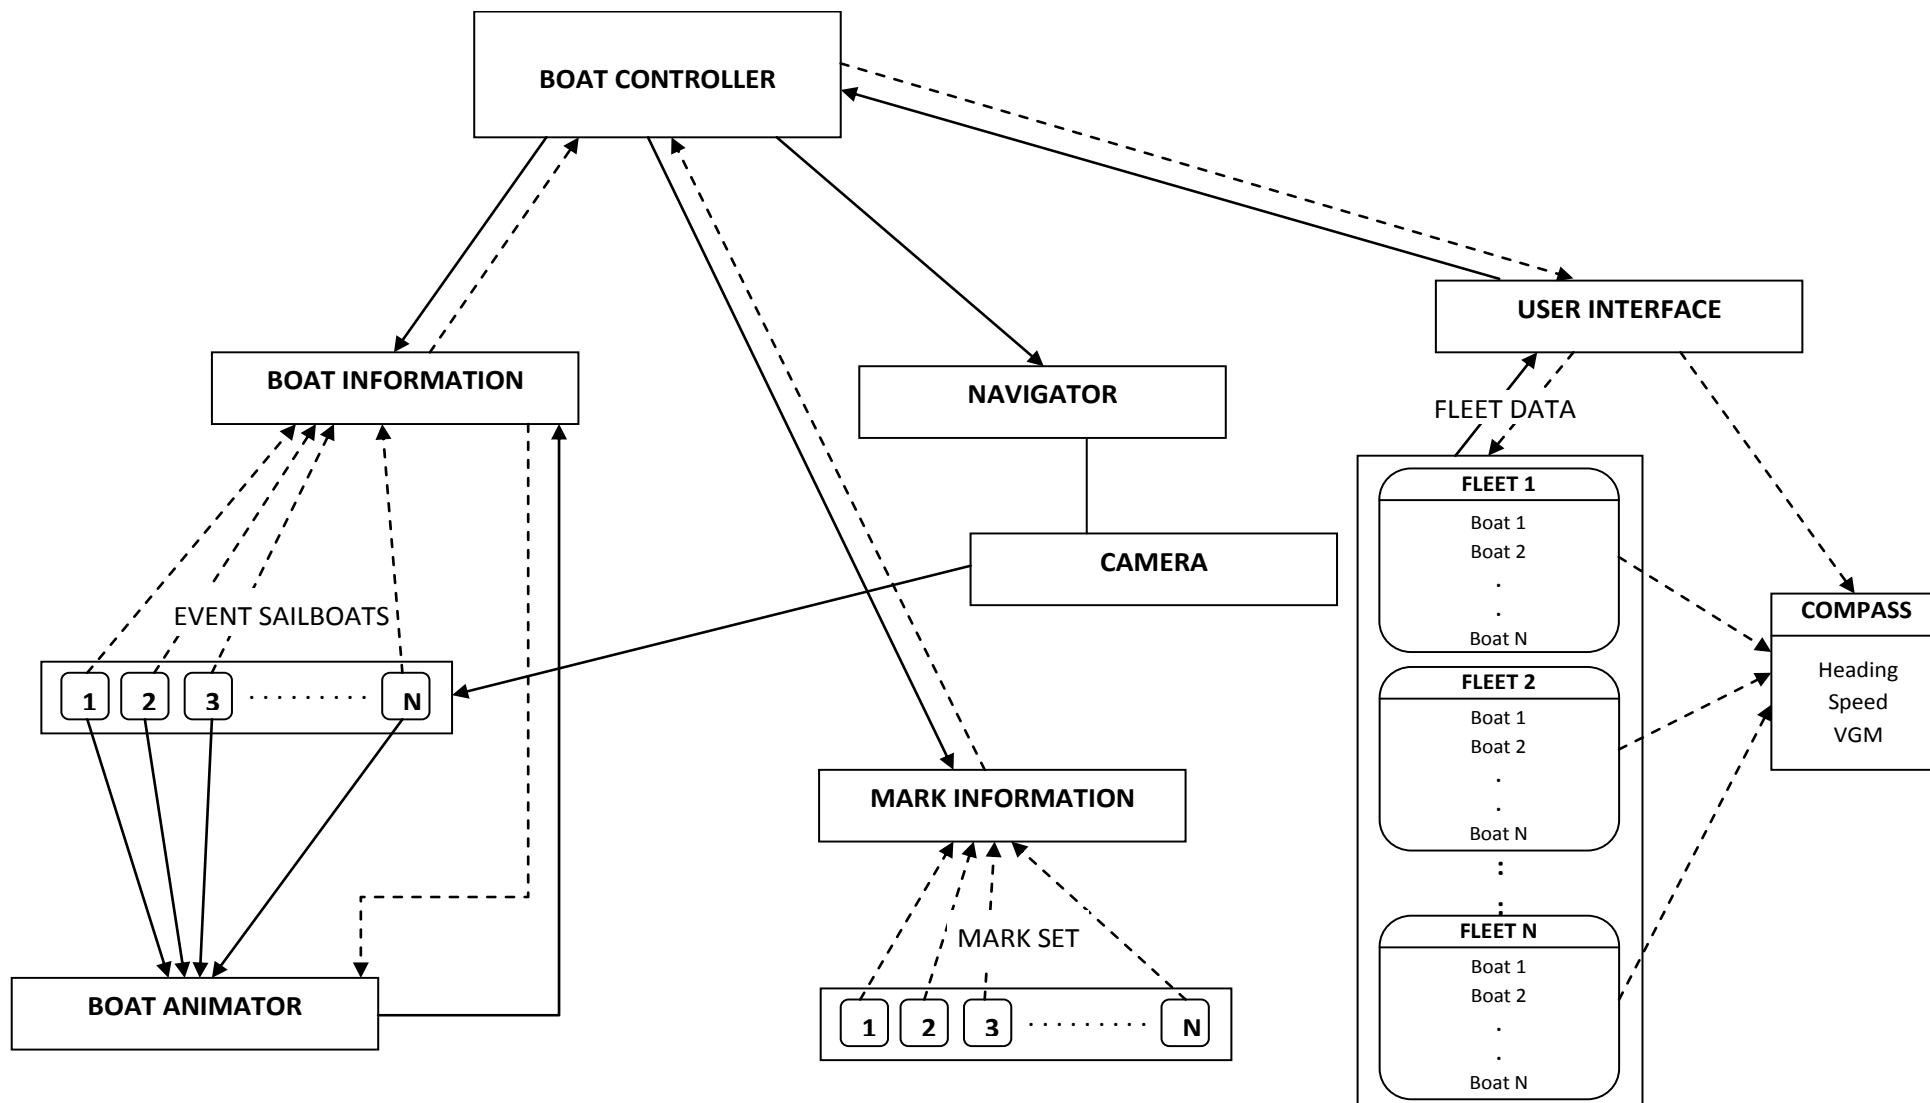 BOAT CONTROLLER
USER INTERFACE
BOAT INFORMATION
NAVIGATOR
FLEET DATA
FLEET 1
Boat 1
Boat 2
.
.
Boat N
CAMERA
EVENT SAILBOATS
1 2 3 ......... N
COMPASS
Heading
Speed
VGM
FLEET 2
Boat 1
Boat 2
.
.
Boat N
:
:
MARK INFORMATION
MARK SET
1 2 3 ......... N
BOAT ANIMATOR
FLEET N
Boat 1
Boat 2
.
.
Boat N